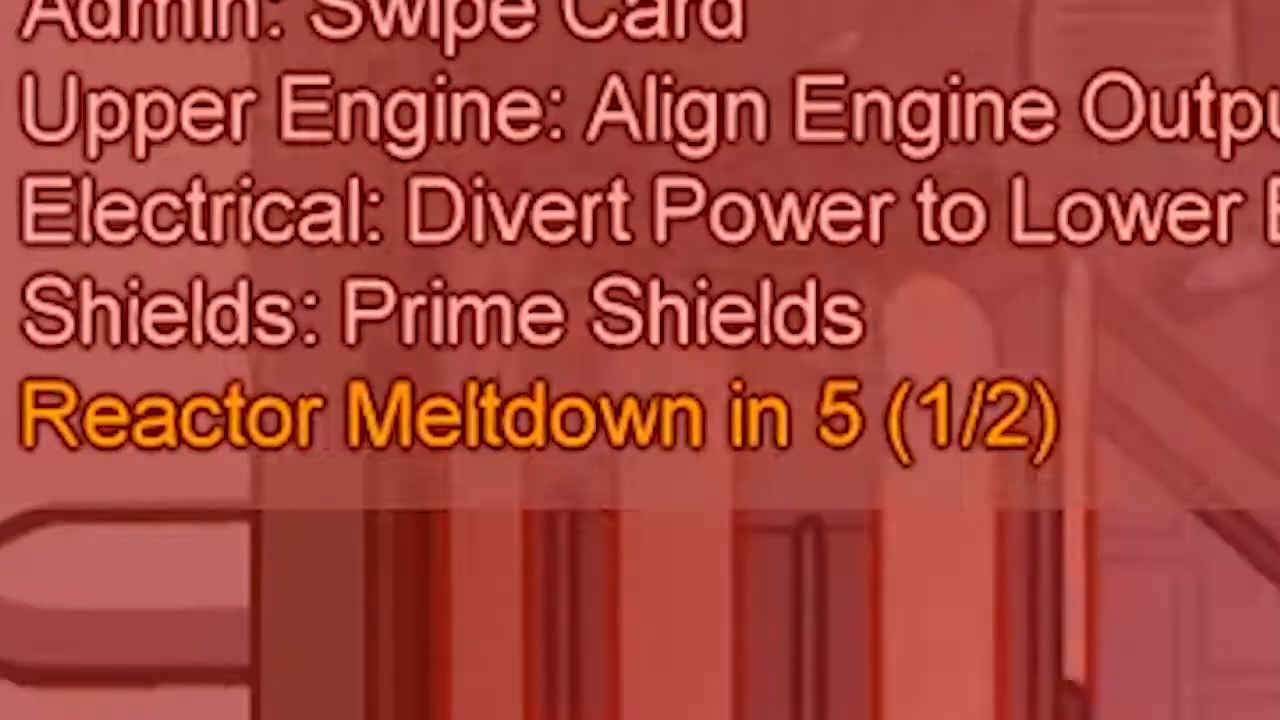 Admin: Swipe Card
Upper Engine: Align Engine Outpu
Electrical: Divert Power to Lower E
Shields: Prime Shields
Reactor Meltdown in 5 (1/2)